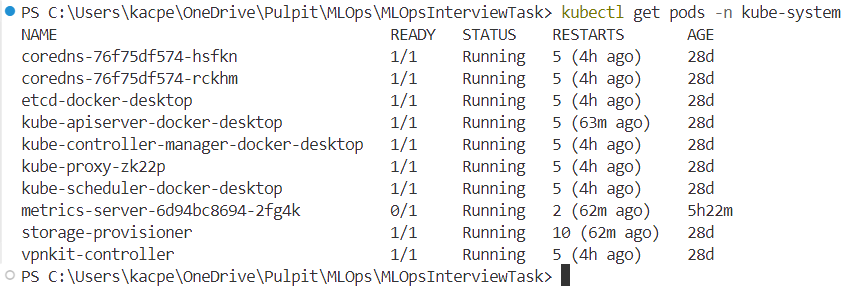 PS C:\Users\kacpe\OneDrive\Pulpit\MLOps\MLOpsInterviewTask> kubectl get pods -n kube-system
NAME READY STATUS RESTARTS AGE
coredns-76f75df574-hsfkn 1/1 Running 5 (4h ago) 28d
coredns-76f75df574-rckhm 1/1 Running 5 (4h ago) 28d
etcd-docker-desktop 1/1 Running 5 (4h ago) 28d
kube-apiserver-docker-desktop 1/1 Running 5 (63m ago) 28d
kube-controller-manager-docker-desktop 1/1 Running 5 (4h ago) 28d
kube-proxy-zk22p 1/1 Running 5 (4h ago) 28d
kube-scheduler-docker-desktop 1/1 Running 5 (4h ago) 28d
metrics-server-6d94bc8694-2fg4k 0/1 Running 2 (62m ago) 5h22m
storage-provisioner 1/1 Running 10 (62m ago) 28d
vpnkit-controller 1/1 Running 5 (4h ago) 28d
PS C:\Users\kacpe\OneDrive\Pulpit\MLOps\MLOpsInterviewTask>